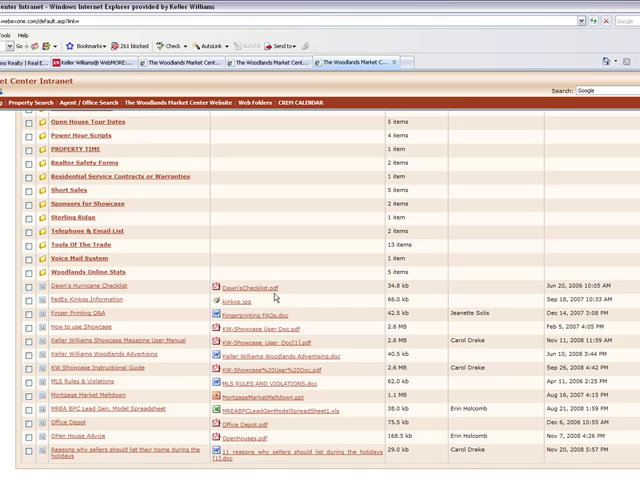 enter Intranet - Windows Internet Explorer provided by Keller Williams
.webexone.com/default.asp?link=
Google
ools Help
Go Bookmarks 261 blocked Check AutoLink AutoFill Send to
ms Realty | Real E... Keller Williams® WebMORE:... The Woodlands Market Cent... The Woodlands Market Cent... The Woodlands Market C...
et Center Intranet
Search: Google
g Property Search | Agent / Office Search | The Woodlands Market Center Website | Web Folders | CREM CALENDAR
Open House Tour Dates 5 items
Power Hour Scripts 4 items
PROPERTY TIME 1 item
Realtor Safety Forms 2 items
Residential Service Contracts or Warranties 1 item
Short Sales 5 items
Sponsors for Showcase 2 items
Sterling Ridge 1 item
Telephone & Email List 2 items
Tools Of The Trade 13 items
Voice Mail System 1 item
Woodlands Online Stats 2 items
Dawn's Hurricane Checklist Dawn'sChecklist.pdf 34.8 kb Jun 20, 2006 10:05 AM
FedEx Kinkos Information kinkos.jpg 66.0 kb Sep 18, 2007 10:33 AM
Finger Printing Q&A Fingerprinting FAQs.doc 42.5 kb Jeanette Solis Dec 14, 2007 3:08 PM
How to use Showcase KW-Showcase User Doc.pdf 2.6 MB Feb 5, 2007 4:05 PM
Keller Williams Showcase Magazine User Manual KW-Showcase_User_Doc[1].pdf 2.6 MB Carol Drake Nov 11, 2008 11:59 AM
Keller Williams Woodlands Advertising Keller Williams Woodlands Advertising.doc 40.5 kb Jun 10, 2008 3:44 PM
KW Showcase Instructional Guide KW-Showcase%20User%20Doc.pdf 2.6 MB Carol Drake Sep 26, 2008 4:42 PM
MLS Rules & Violations MLS RULES AND VIOLATIONS.doc 62.0 kb Apr 11, 2006 2:25 PM
Mortgage Market Meltdown MortgageMarketMeltdown.ppt 1.1 MB Aug 16, 2007 4:15 PM
MREA BPC Lead Gen. Model Spreadsheet MREABPCLeadGenModelSpreadSheet1.xls 38.0 kb Erin Holcomb Aug 21, 2008 1:59 PM
Office Depot Office Depot.pdf 75.5 kb Dec 6, 2006 10:55 AM
OPen House Advice Openhouses.pdf 168.5 kb Erin Holcomb Nov 7, 2008 4:26 PM
Reasons why sellers should list their home during the holidays 11 reasons why sellers should list during the holidays [1].doc 29.0 kb Carol Drake Nov 20, 2008 5:57 PM